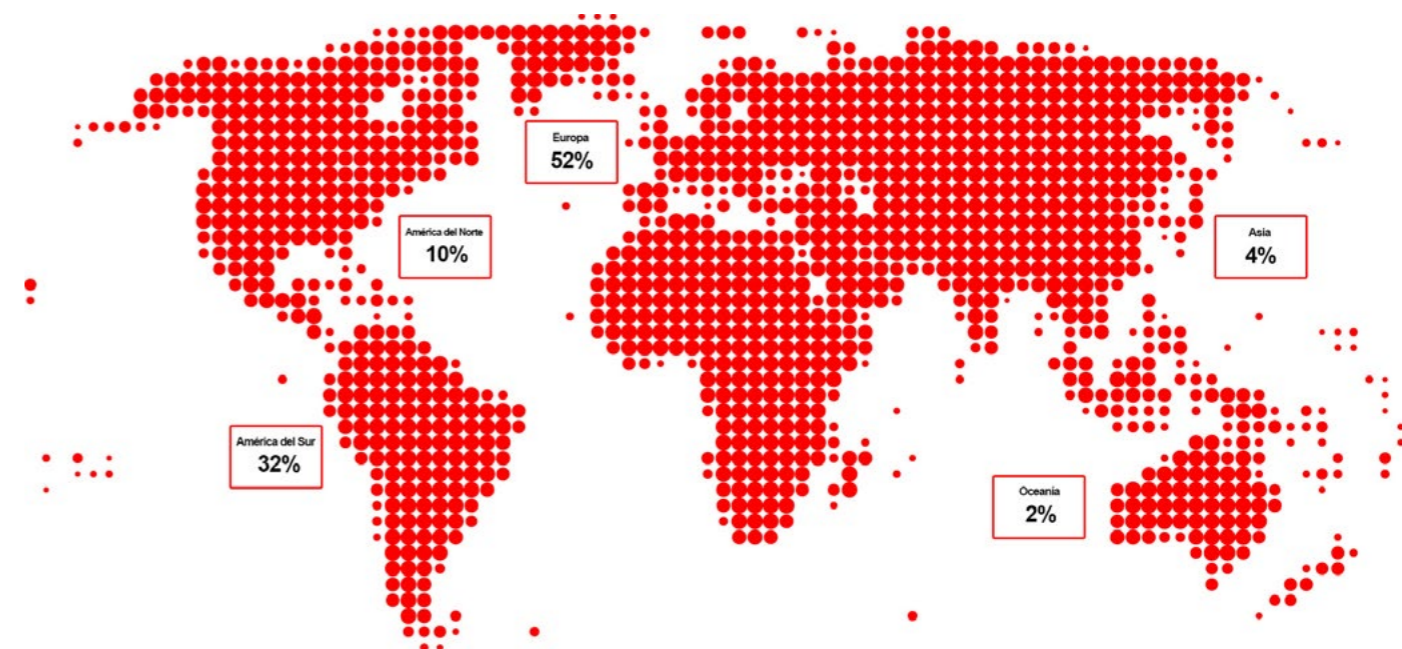 Europa
52%
América del Norte
10%
Asia
4%
América del Sur
32%
Oceanía
2%